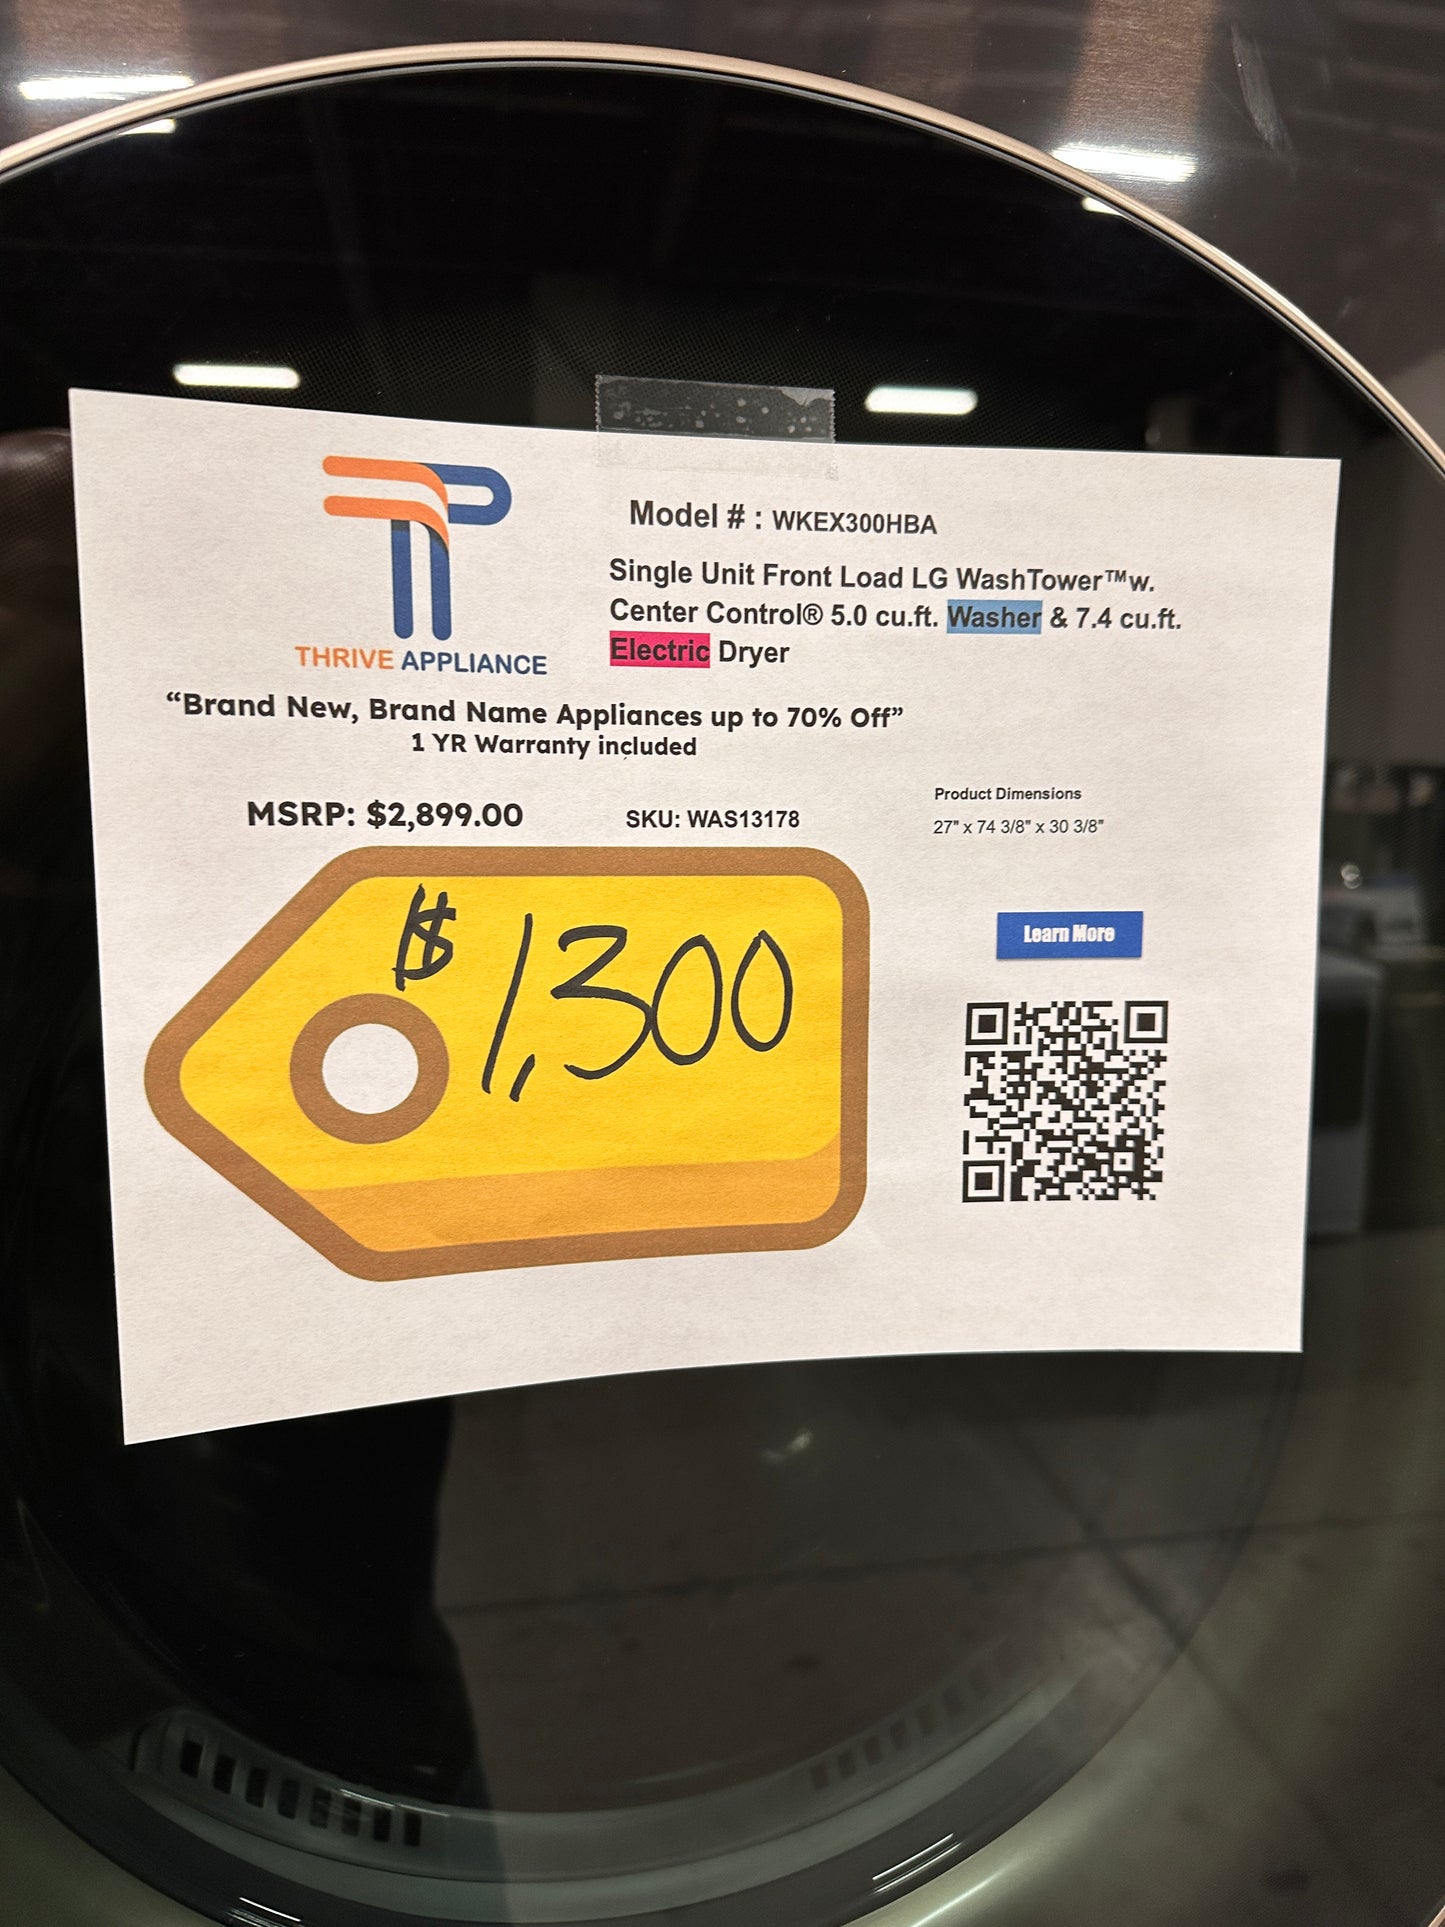 THRIVE APPLIANCE
Model # : WKEX300HBA
Single Unit Front Load LG WashTower™w.
Center Control® 5.0 cu.ft. Washer & 7.4 cu.ft.
Electric Dryer
“Brand New, Brand Name Appliances up to 70% Off”
1 YR Warranty included
MSRP: $2,899.00
SKU: WAS13178
Product Dimensions
27" x 74 3/8" x 30 3/8"
$1,300
Learn More